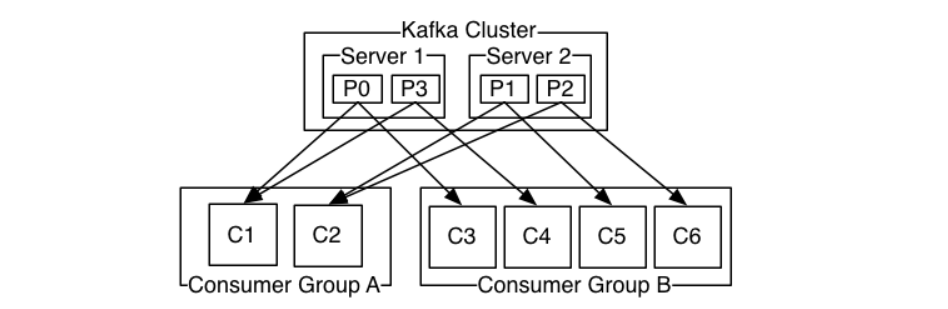 Kafka Cluster
Server 1 Server 2
P0 P3 P1 P2
C1 C2 C3 C4 C5 C6
Consumer Group A Consumer Group B